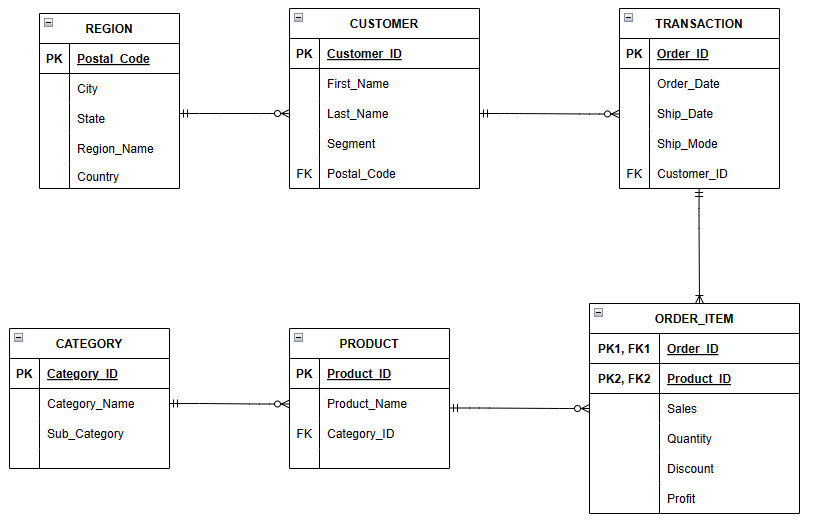 REGION
PK Postal_Code
City
State
Region_Name
Country
CUSTOMER
PK Customer_ID
First_Name
Last_Name
Segment
FK Postal_Code
TRANSACTION
PK Order_ID
Order_Date
Ship_Date
Ship_Mode
FK Customer_ID
CATEGORY
PK Category_ID
Category_Name
Sub_Category
PRODUCT
PK Product_ID
Product_Name
FK Category_ID
ORDER_ITEM
PK1, FK1 Order_ID
PK2, FK2 Product_ID
Sales
Quantity
Discount
Profit